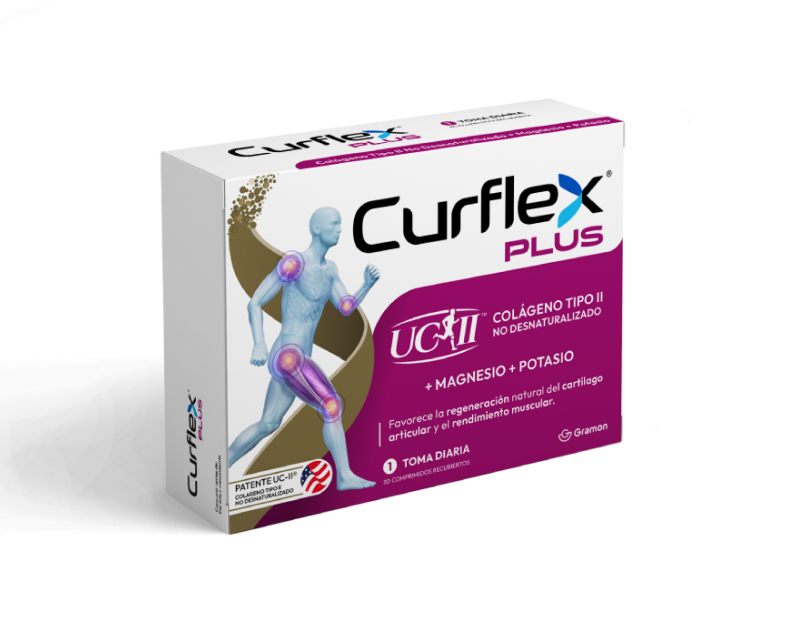 Curflex
PLUS
1 TOMA DIARIA
Colágeno Tipo II No Desnaturalizado + Magnesio + Potasio
Curflex®
PLUS
UC-II™
COLÁGENO TIPO II
NO DESNATURALIZADO
+ MAGNESIO + POTASIO
Favorece la regeneración natural del cartílago
articular y el rendimiento muscular.
1 TOMA DIARIA
30 COMPRIMIDOS RECUBIERTOS
Gramon
PATENTE UC-II®
COLÁGENO TIPO II
NO DESNATURALIZADO
Curflex
PLUS